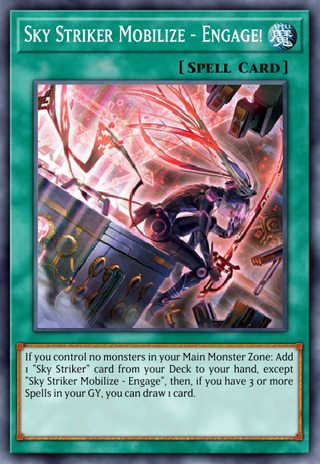 Sky Striker Mobilize - Engage!
魔
[Spell Card]
If you control no monsters in your Main Monster Zone: Add
1 "Sky Striker" card from your Deck to your hand, except
"Sky Striker Mobilize - Engage", then, if you have 3 or more
Spells in your GY, you can draw 1 card.